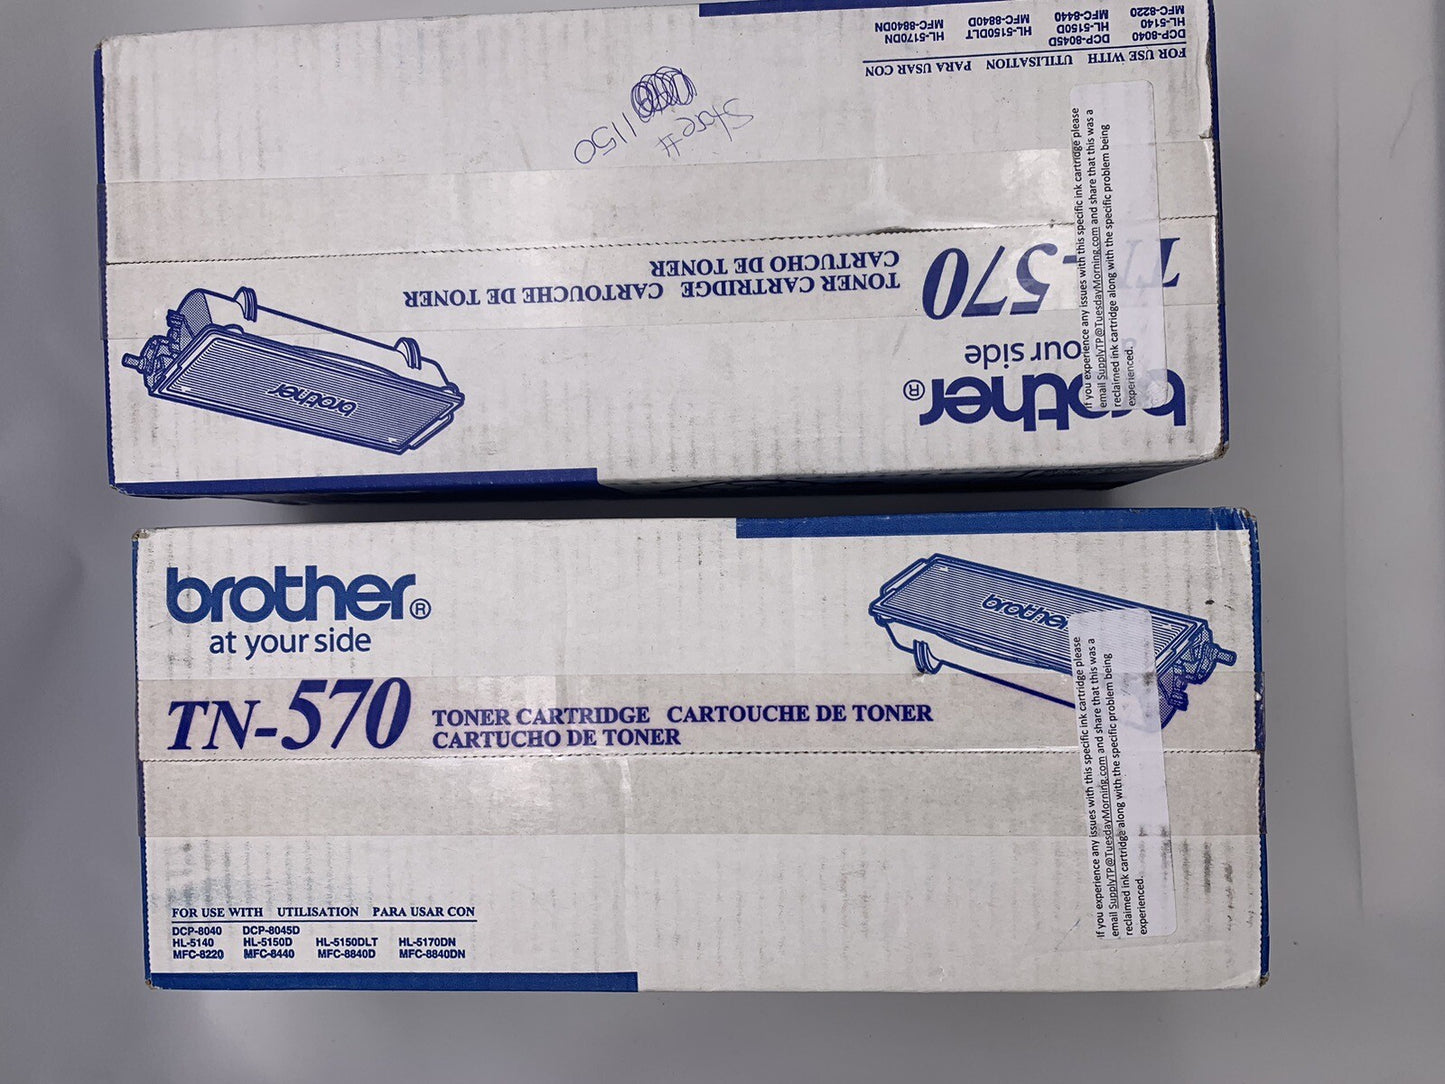 FOR USE WITH UTILISATION PARA USAR CON
DCP-8040 DCP-8045D
HL-5140 HL-5150D HL-5150DLT HL-5170DN
MFC-8220 MFC-8440 MFC-8840D MFC-8840DN
Store# 1150
TN-570
TONER CARTRIDGE CARTOUCHE DE TONER
CARTUCHO DE TONER
brother®
our side
brother
If you experience any issues with this specific ink cartridge please
email SupplyTP@TuesdayMorning.com and share that this was a
reclaimed ink cartridge along with the specific problem being
experienced.
brother®
at your side
TN-570
TONER CARTRIDGE CARTOUCHE DE TONER
CARTUCHO DE TONER
brother
FOR USE WITH UTILISATION PARA USAR CON
DCP-8040 DCP-8045D
HL-5140 HL-5150D HL-5150DLT HL-5170DN
MFC-8220 MFC-8440 MFC-8840D MFC-8840DN
If you experience any issues with this specific ink cartridge please
email SupplyTP@TuesdayMorning.com and share that this was a
reclaimed ink cartridge along with the specific problem being
experienced.